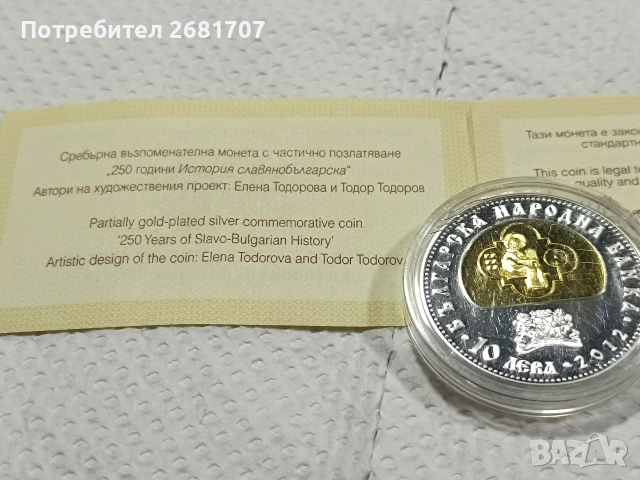 Потребител 2681707
Сребърна възпоменателна монета с частично позлатяване
„250 години История славянобългарска“
Автори на художествения проект: Елена Тодорова и Тодор Тодоров
Partially gold-plated silver commemorative coin
'250 Years of Slavo-Bulgarian History'
Artistic design of the coin: Elena Todorova and Todor Todorov
Тази монета е зако
стандартн
This coin is legal t
quality and
БЪЛГАРСКА НАРОДНА БАНКА
10 ЛЕВА • 2012
BAZAR